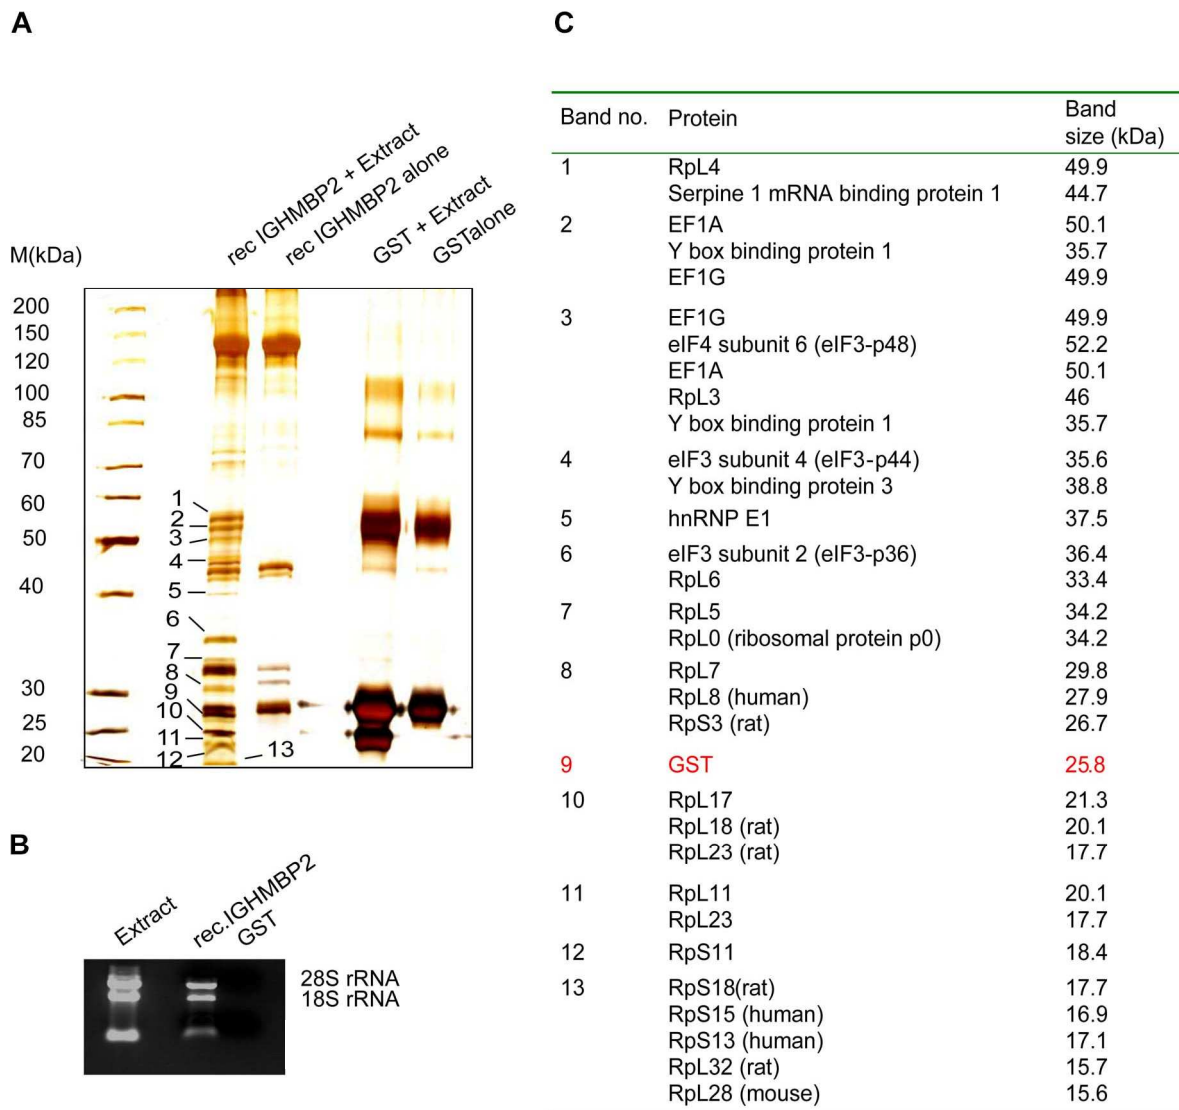 A
rec IGHMBP2 + Extract
rec IGHMBP2 alone
GST + Extract
GSTalone
M(kDa)
200
150
120
100
85
70
60
50
40
30
25
20
1
2
3
4
5
6
7
8
9
10
11
12
13
B
Extract
rec.IGHMBP2
GST
28S rRNA
18S rRNA
C
Band no. Protein Band size (kDa)
1 RpL4 49.9
Serpine 1 mRNA binding protein 1 44.7
2 EF1A 50.1
Y box binding protein 1 35.7
EF1G 49.9
3 EF1G 49.9
eIF4 subunit 6 (eIF3-p48) 52.2
EF1A 50.1
RpL3 46
Y box binding protein 1 35.7
4 eIF3 subunit 4 (eIF3-p44) 35.6
Y box binding protein 3 38.8
5 hnRNP E1 37.5
6 eIF3 subunit 2 (eIF3-p36) 36.4
RpL6 33.4
7 RpL5 34.2
RpL0 (ribosomal protein p0) 34.2
8 RpL7 29.8
RpL8 (human) 27.9
RpS3 (rat) 26.7
9 GST 25.8
10 RpL17 21.3
RpL18 (rat) 20.1
RpL23 (rat) 17.7
11 RpL11 20.1
RpL23 17.7
12 RpS11 18.4
13 RpS18(rat) 17.7
RpS15 (human) 16.9
RpS13 (human) 17.1
RpL32 (rat) 15.7
RpL28 (mouse) 15.6